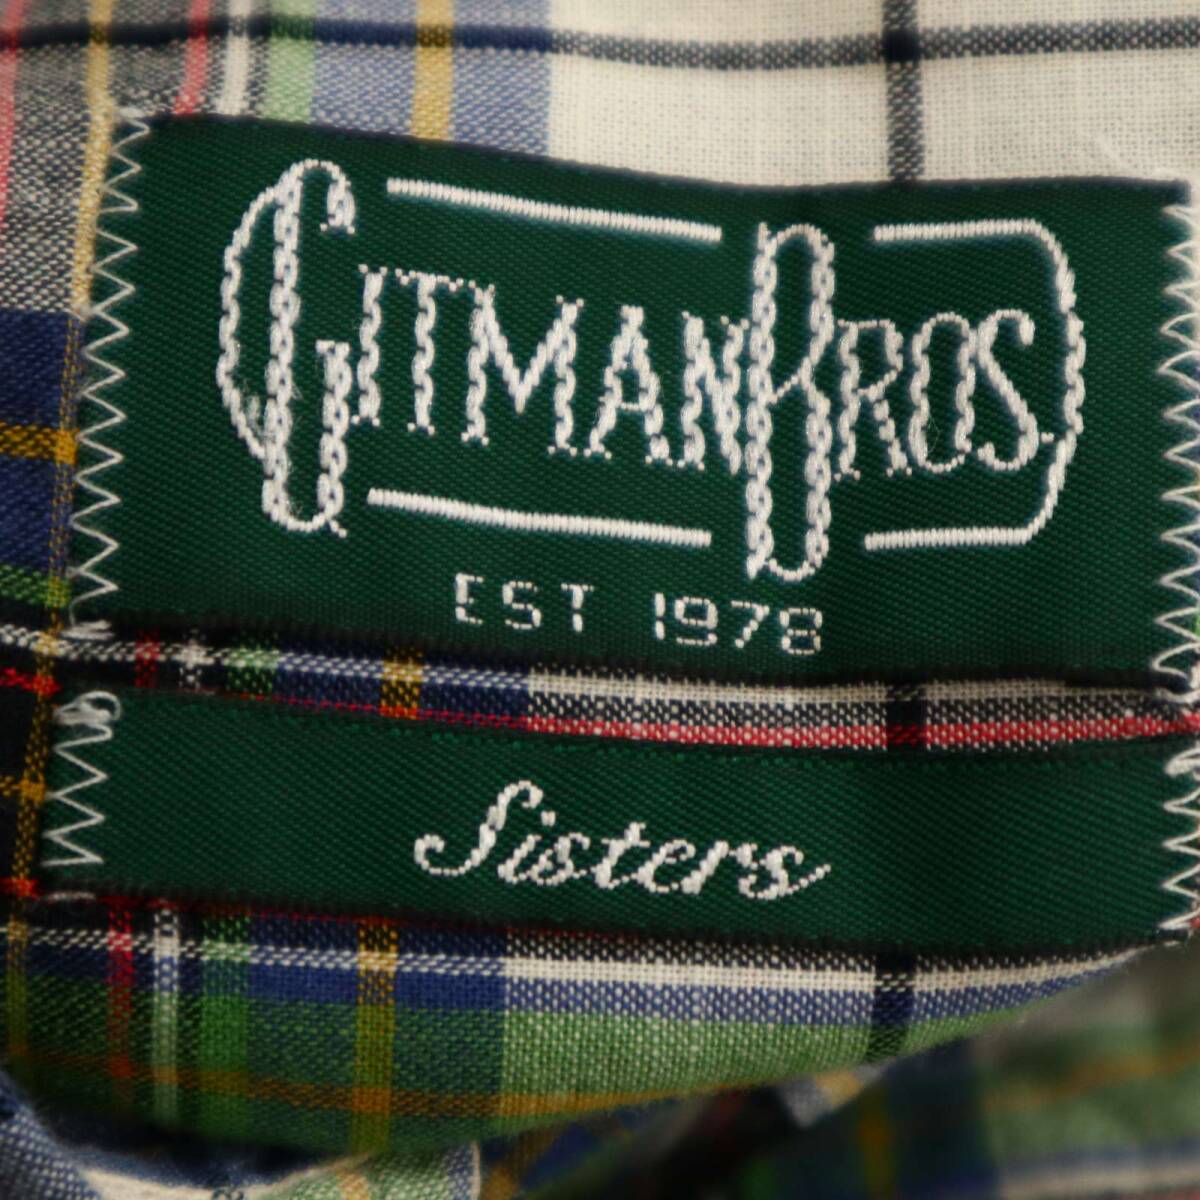 GITMAN BROS.
EST 1978
Sisters